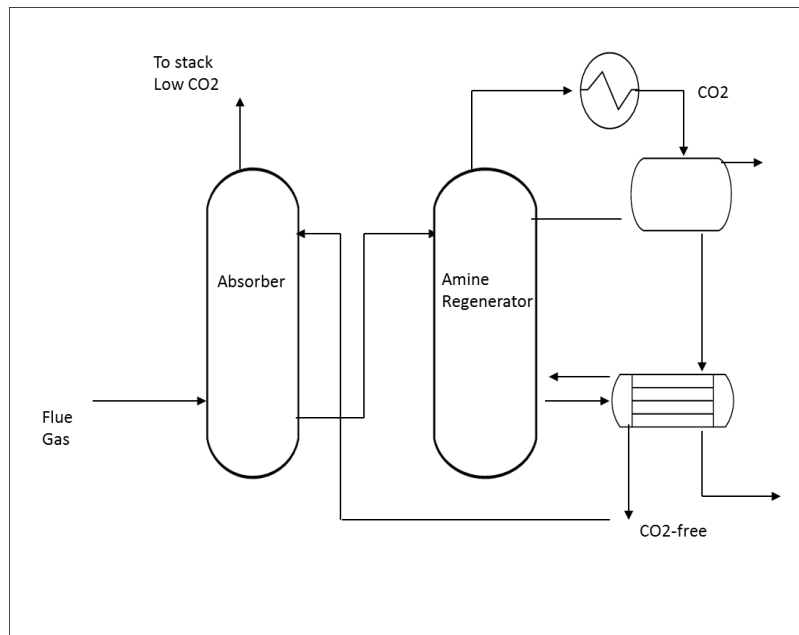 To stack
Low CO2
CO2
Absorber
Amine
Regenerator
Flue
Gas
CO2-free